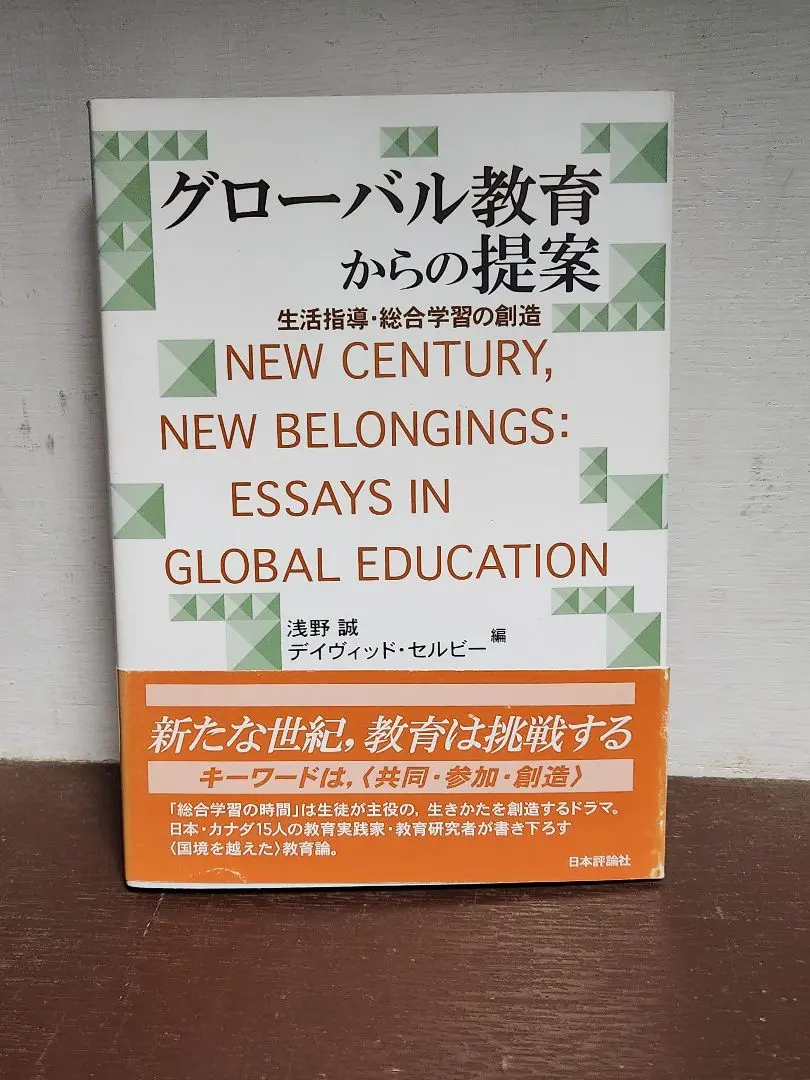 グローバル教育
からの提案
生活指導・総合学習の創造
NEW CENTURY,
NEW BELONGINGS:
ESSAYS IN
GLOBAL EDUCATION
浅野 誠
デイヴィッド・セルビー 編
新たな世紀,教育は挑戦する
キーワードは,〈共同・参加・創造〉
「総合学習の時間」は生徒が主役の,生きかたを創造するドラマ。
日本・カナダ15人の教育実践家・教育研究者が書き下ろす
〈国境を越えた〉教育論。
日本評論社